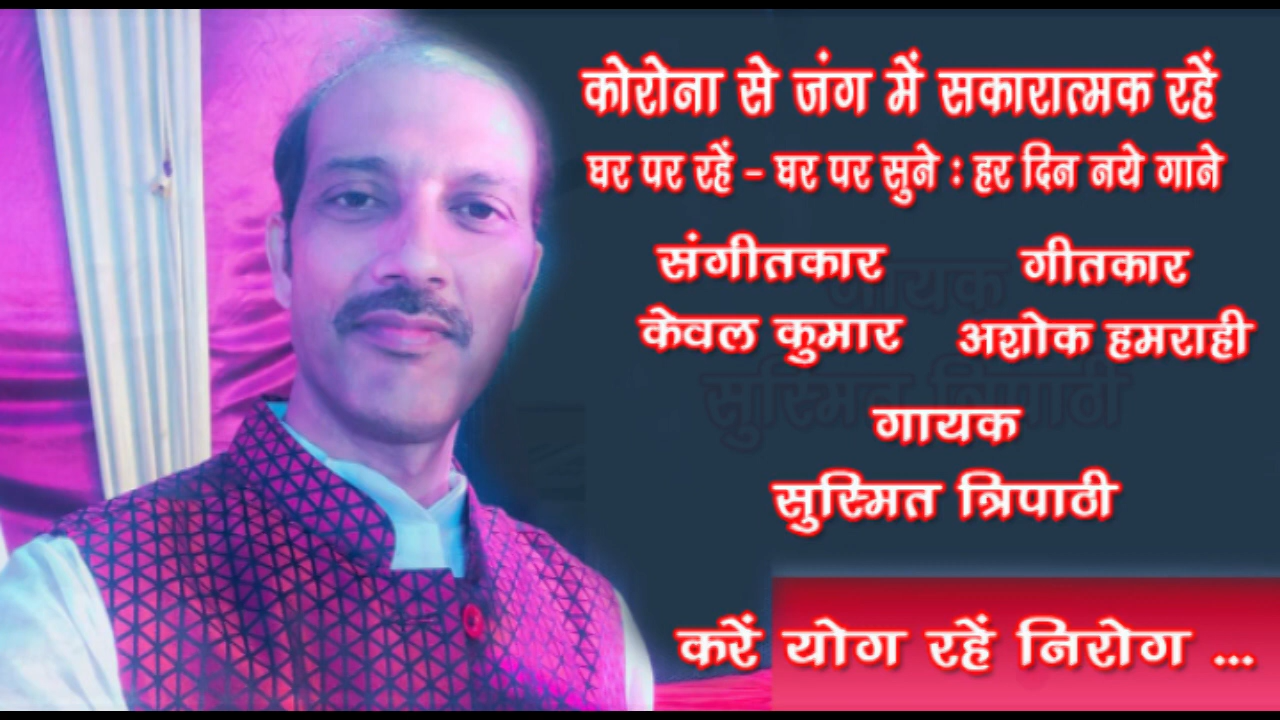 कोरोना से जंग में सकारात्मक रहें
घर पर रहें - घर पर सुने : हर दिन नये गाने
संगीतकार गीतकार
केवल कुमार अशोक हमराही
गायक
सुस्मित त्रिपाठी
करें योग रहें निरोग ...